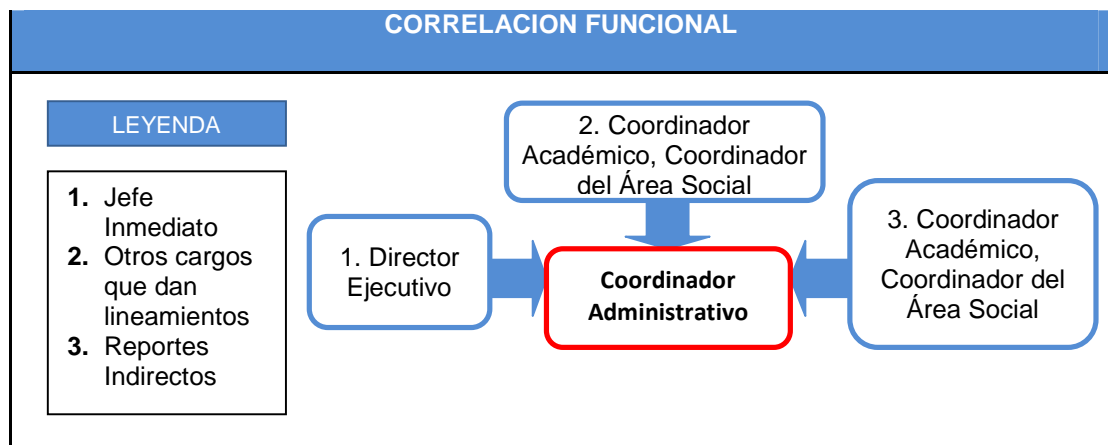 CORRELACION FUNCIONAL
LEYENDA
1. Jefe
Inmediato
2. Otros cargos
que dan
lineamientos
3. Reportes
Indirectos
1. Director
Ejecutivo
2. Coordinador
Académico, Coordinador
del Área Social
Coordinador
Administrativo
3. Coordinador
Académico,
Coordinador del
Área Social